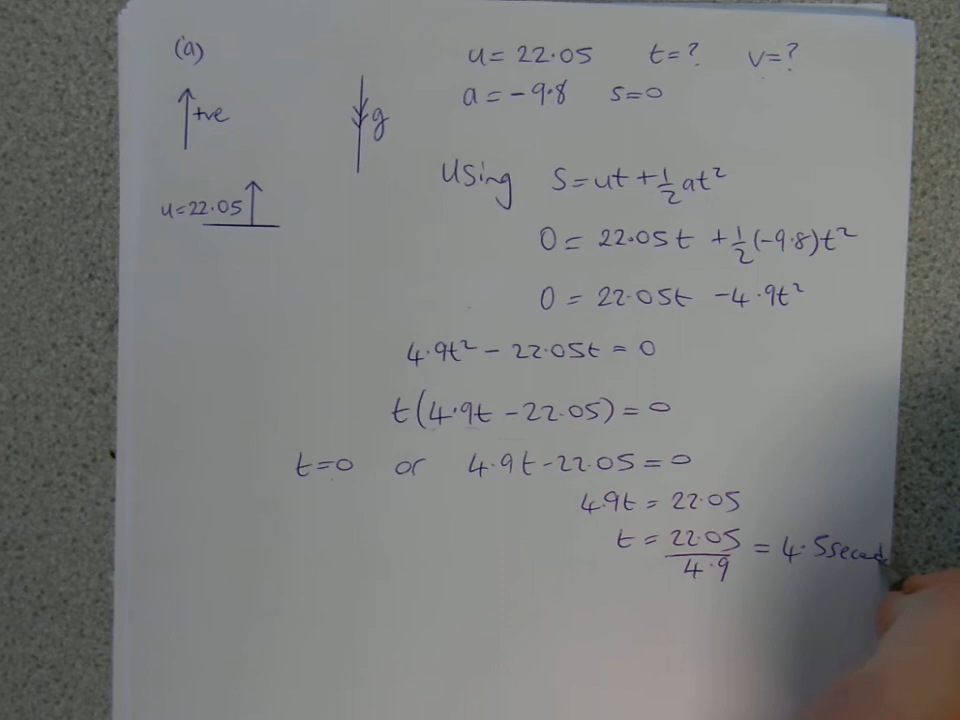 (a)
u = 22.05 t = ? v = ?
a = -9.8 s = 0
+ve
g
u = 22.05
Using s = ut + 1/2 at²
0 = 22.05t + 1/2 (-9.8)t²
0 = 22.05t - 4.9t²
4.9t² - 22.05t = 0
t(4.9t - 22.05) = 0
t = 0 or 4.9t - 22.05 = 0
4.9t = 22.05
t = 22.05/4.9 = 4.5